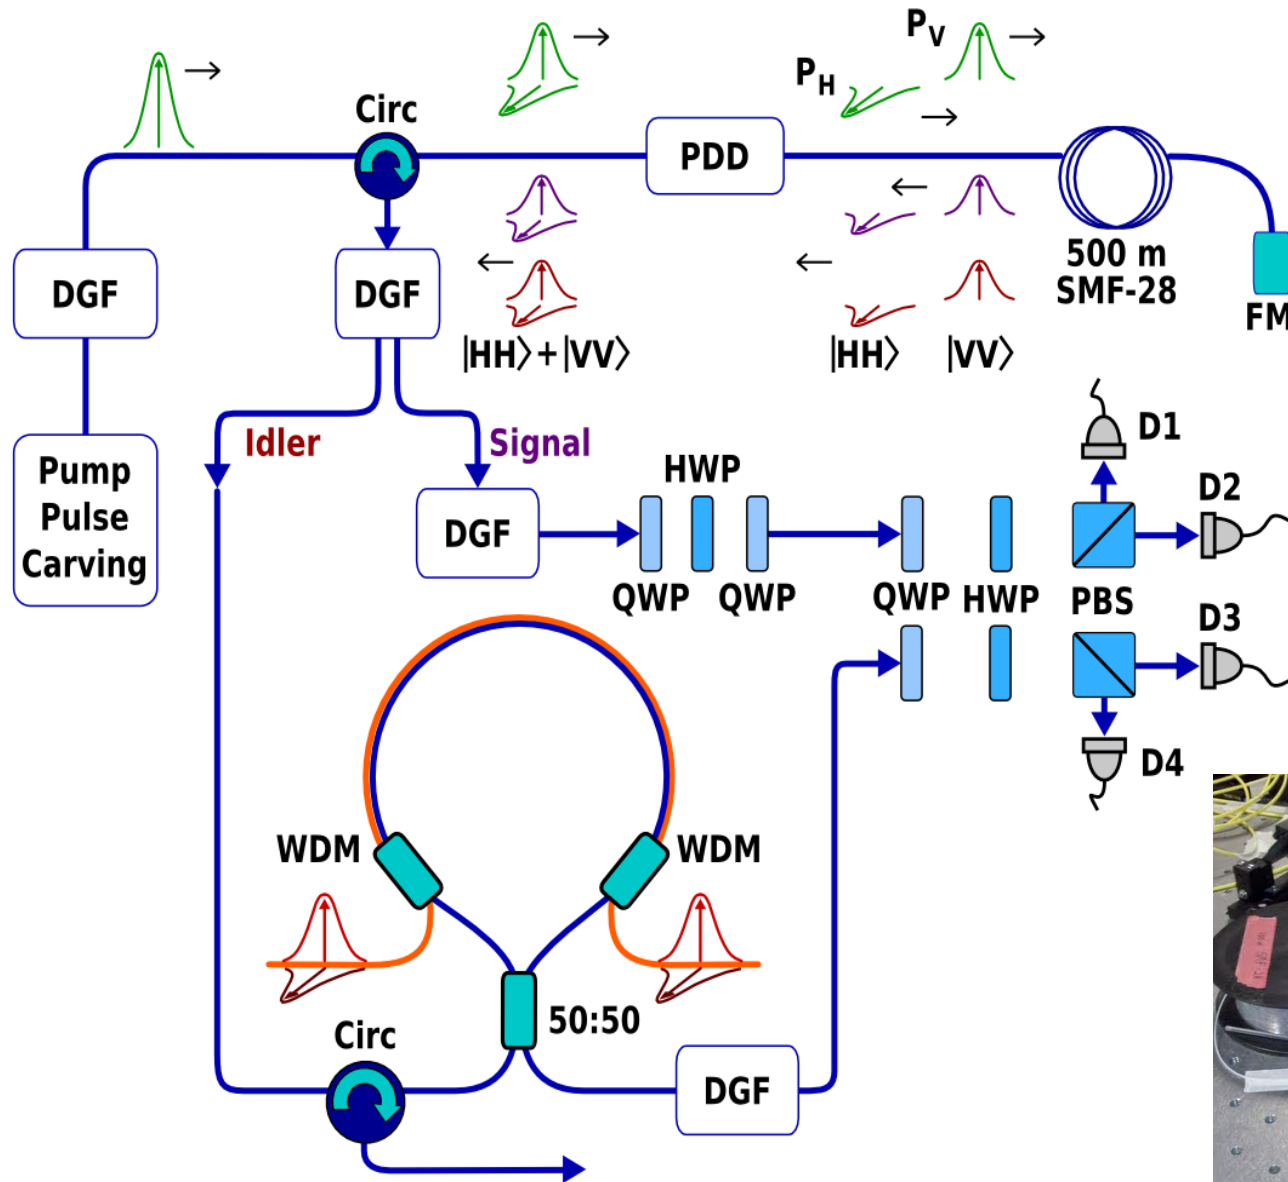 P_V
P_H
Circ
PDD
500 m
SMF-28
FM
DGF
DGF
|HH⟩+|VV⟩
|HH⟩
|VV⟩
Idler
Signal
Pump
Pulse
Carving
DGF
HWP
QWP
QWP
QWP
HWP
PBS
D1
D2
D3
D4
WDM
WDM
50:50
Circ
DGF